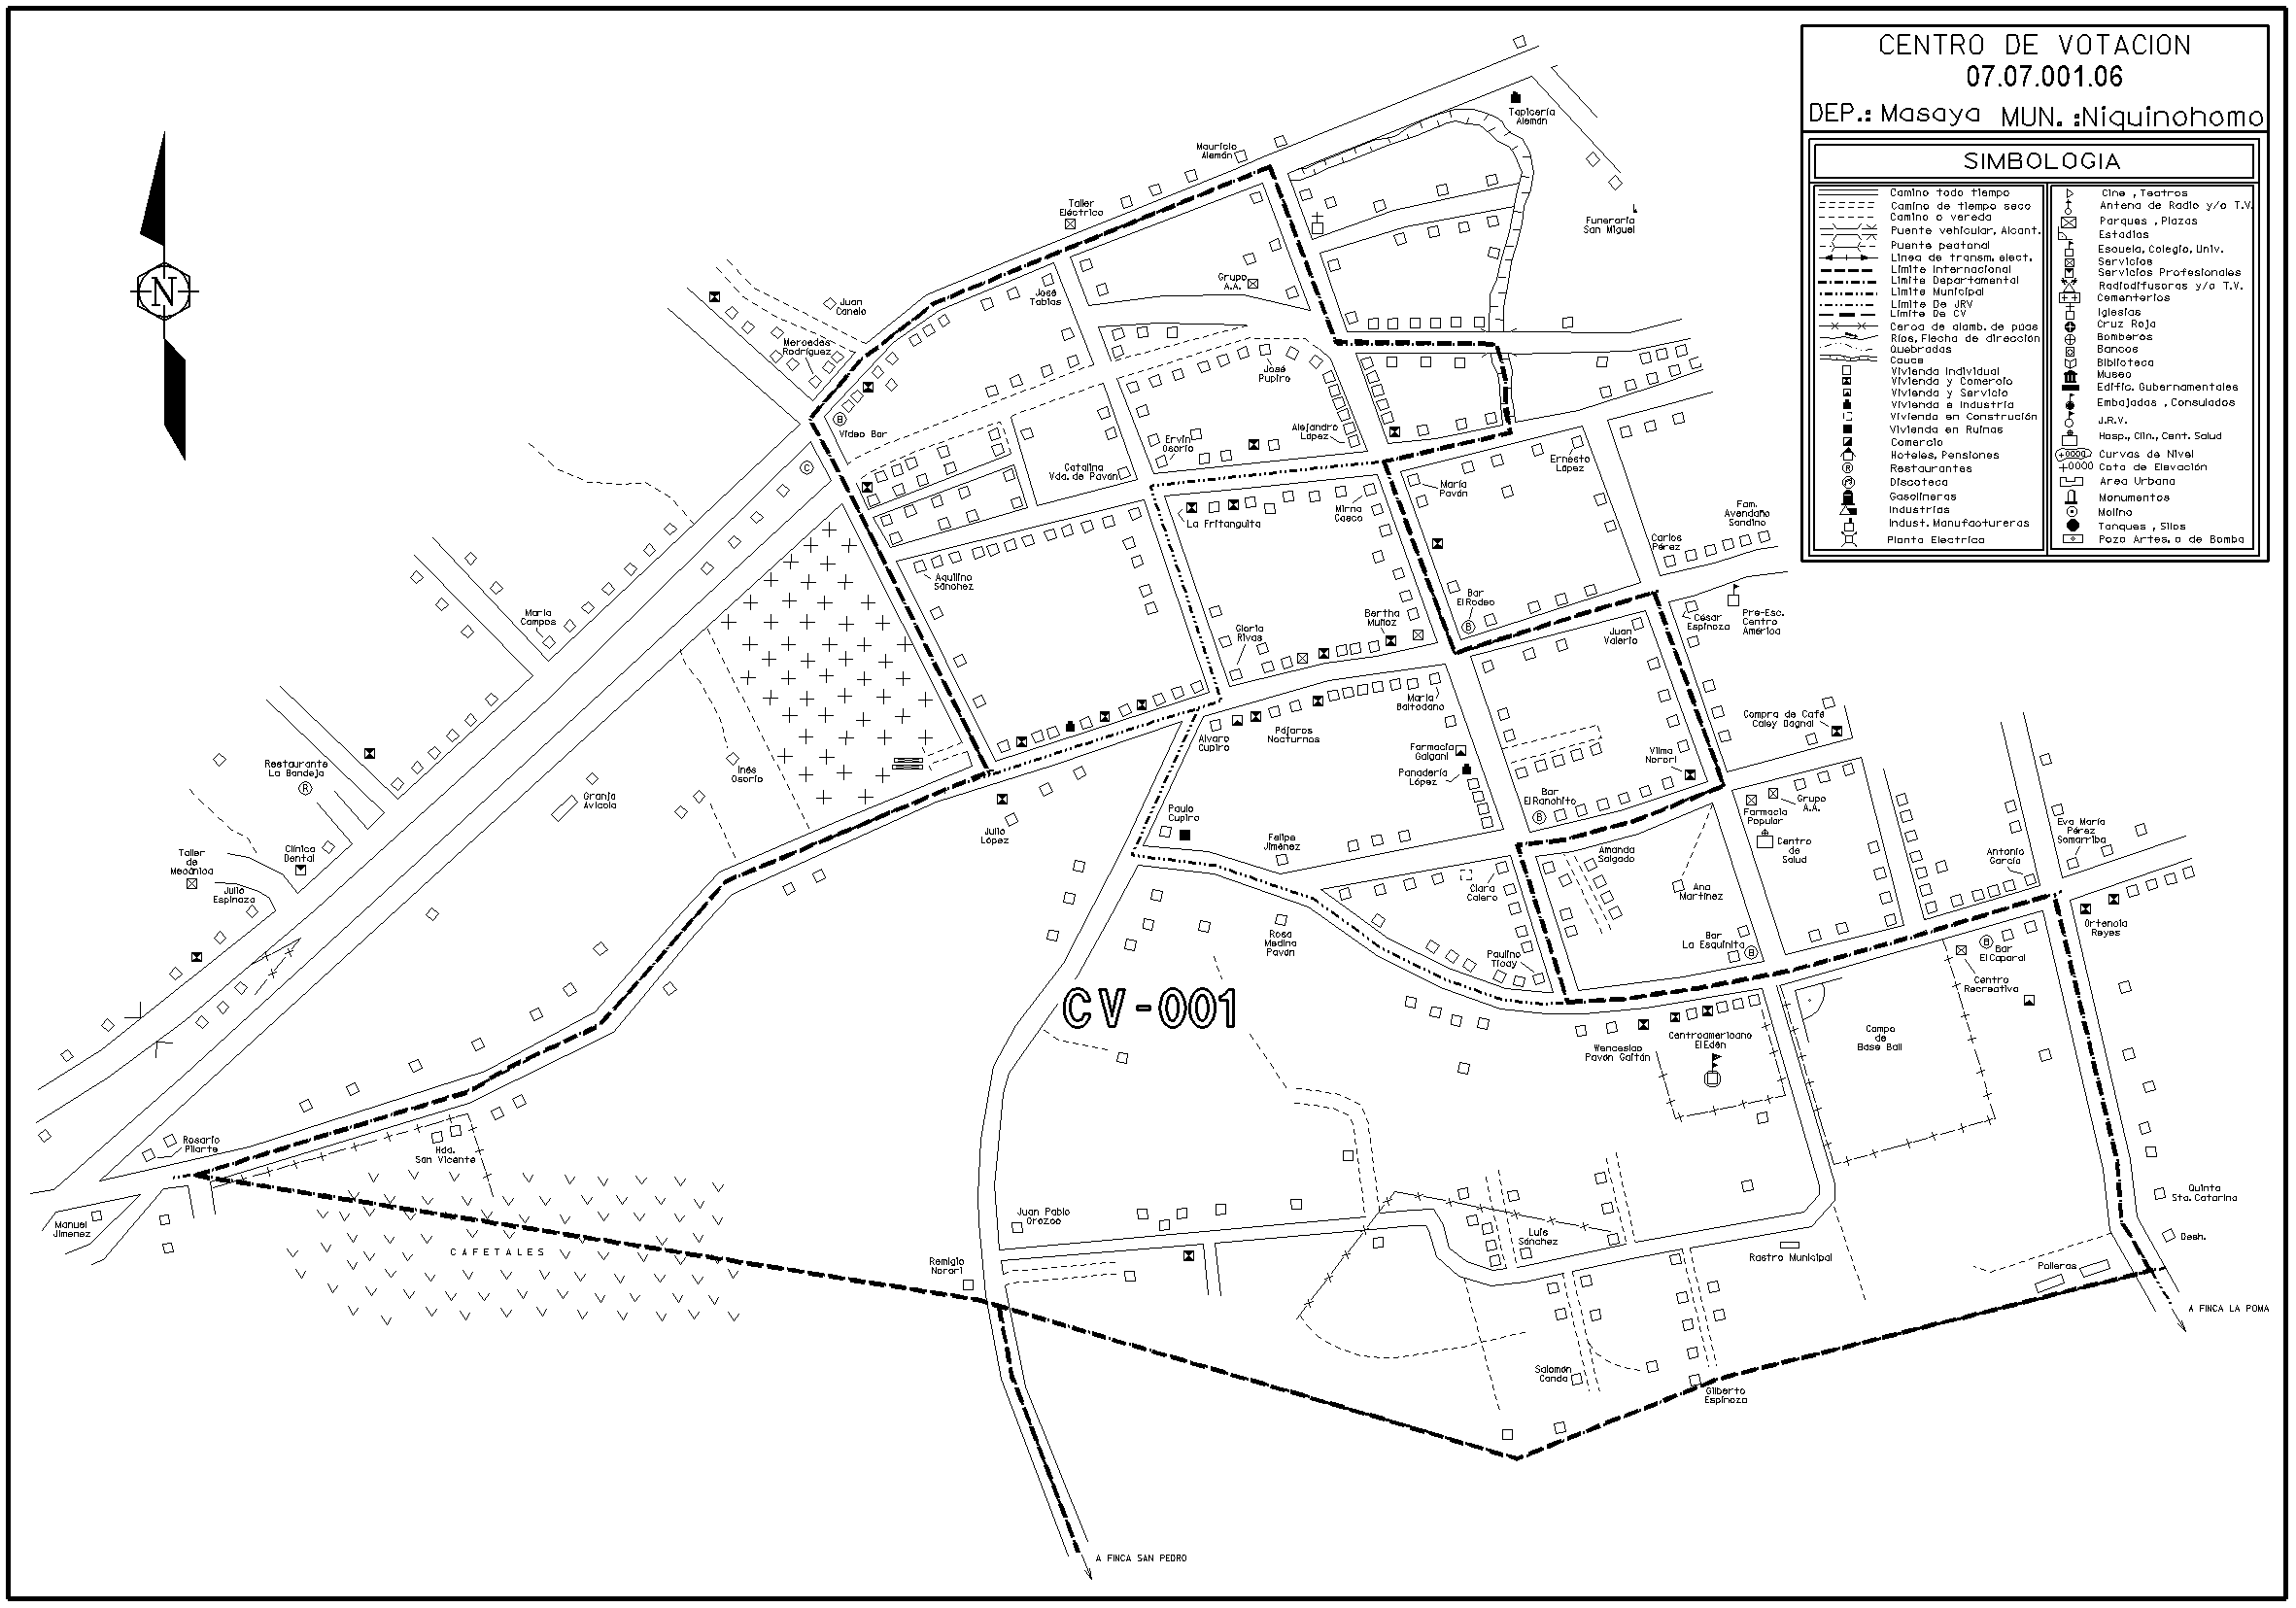 CENTRO DE VOTACION
07.07.001.06
DEP.: Masaya MUN. :Niquinohomo
SIMBOLOGIA
Camino todo tiempo
Camino de tiempo seco
Camino o vereda
Puente vehicular, Alcant.
Puente peatonal
Linea de transm. elect.
Limite Internacional
Limite Departamental
Limite Municipal
Limite De JRV
Limite De CV
Cerca de alamb. de púas
Rios, Flecha de dirección
Quebradas
Cauce
Vivienda Individual
Vivienda y Comercio
Vivienda y Servicio
Vivienda e Industria
Vivienda en Construción
Vivienda en Ruinas
Comercio
Hoteles, Pensiones
Restaurantes
Discoteca
Gasolineras
Industrias
Indust. Manufactureras
Planta Electrica
Cine , Teatros
Antena de Radio y/o T.V.
Parques , Plazas
Estadios
Escuela, Colegio, Univ.
Servicios
Servicios Profesionales
Radiodifusoras y/o T.V.
Cementerios
Iglesias
Cruz Roja
Bomberos
Bancos
Biblioteca
Museo
Edific. Gubernamentales
Embajadas , Consulados
J.R.V.
Hosp., Clin., Cent. Salud
Curvas de Nivel
+0000 Cota de Elevación
Area Urbana
Monumentos
Molino
Tanques , Silos
Pozo Artes. o de Bomba
N
Tapicería
Alemán
Mauricio
Alemán
Taller
Eléctrico
Funeraria
San Miguel
Grupo
A.A.
José
Tablas
Juan
Canelo
Mercedes
Rodríguez
José
Pupiro
B
Video Bar
Alejandro
López
Ervin
Osorio
C
Catalina
Vda. de Pavón
Ernesto
López
María
Pavón
La Fritanguita
Mirna
Casco
Fam.
Avendaño
Sandino
Carlos
Pérez
Aquilino
Sánchez
Bar
El Rodeo
B
César
Espinoza
Pre-Esc.
Centro
América
María
Campos
Bertha
Muñoz
Gloria
Rivas
Juan
Valerio
María
Baltodano
Compra de Café
Caley Dagnal
Alvaro
Cupiro
Pájaros
Nocturnos
Farmacia
Galgani
Vilma
Norori
Restaurante
La Bandeja
R
Inés
Osorio
Panadería
López
Granja
Avicola
Bar
El Ranchito
B
Grupo
A.A.
Farmacia
Popular
Paulo
Cupiro
Julio
López
Felipe
Jiménez
Centro
de
Salud
Eva María
Pérez
Somarriba
Taller
de
Mecánica
Clínica
Dental
Amanda
Salgado
Antonio
García
Julio
Espinoza
Clara
Calero
Ana
Martínez
Rosa
Medina
Pavón
Bar
La Esquinita
B
Ortencia
Reyes
B
Bar
El Caporal
Paulino
Ticay
Centro
Recreativo
CV-001
Centroamericano
El Edén
Wenceslao
Pavón Gaitán
Campo
de
Base Ball
Rosario
Pilarte
Hda.
San Vicente
Manuel
Jimenez
Juan Pablo
Orozco
Quinta
Sta. Catarina
Luis
Sánchez
Desh.
CAFETALES
Rastro Municipal
Remigio
Norori
Polleras
A FINCA LA POMA
Salomón
Canda
Gilberto
Espinoza
A FINCA SAN PEDRO